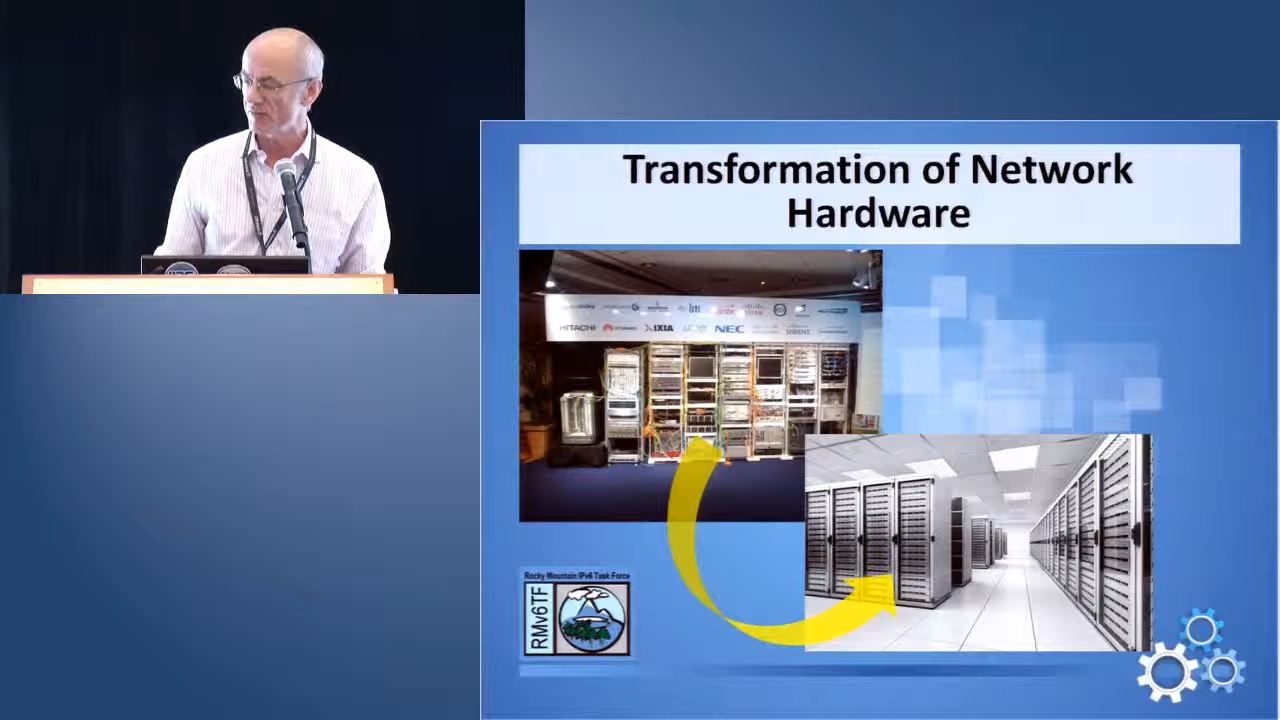 Transformation of Network
Hardware
HITACHI IXIA NEC
Rocky Mountain IPv6 Task Force
RMv6TF